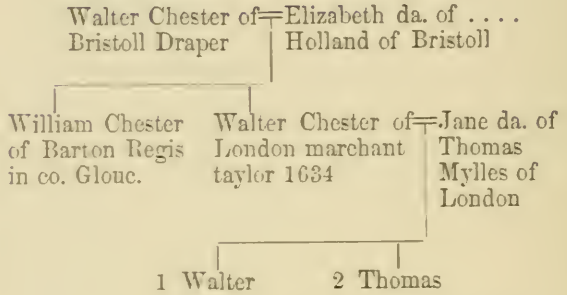 Walter Chester of Elizabeth da. of ....
Bristoll Draper Holland of Bristoll
William Chester Walter Chester of Jane da. of
of Barton Regis London marchant Thomas
in co. Glouc. taylor 1634 Mylles of
London
1 Walter 2 Thomas